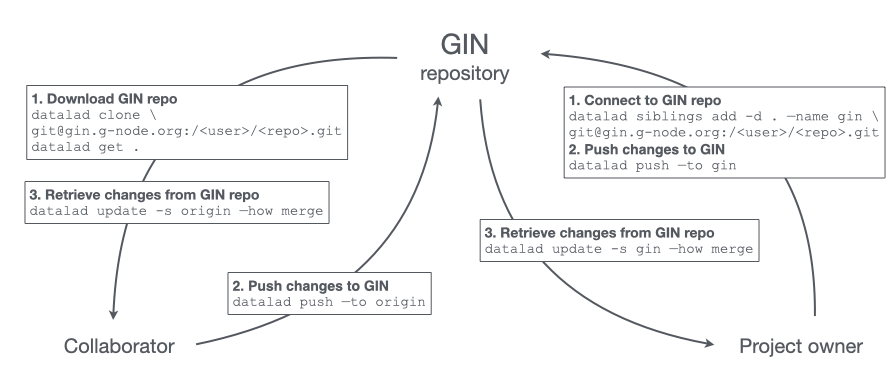 GIN
repository
1. Download GIN repo
datalad clone \
git@gin.g-node.org:/<user>/<repo>.git
datalad get .
3. Retrieve changes from GIN repo
datalad update -s origin —how merge
2. Push changes to GIN
datalad push —to origin
Collaborator
1. Connect to GIN repo
datalad siblings add -d . —name gin \
git@gin.g-node.org:/<user>/<repo>.git
2. Push changes to GIN
datalad push —to gin
3. Retrieve changes from GIN repo
datalad update -s gin —how merge
Project owner